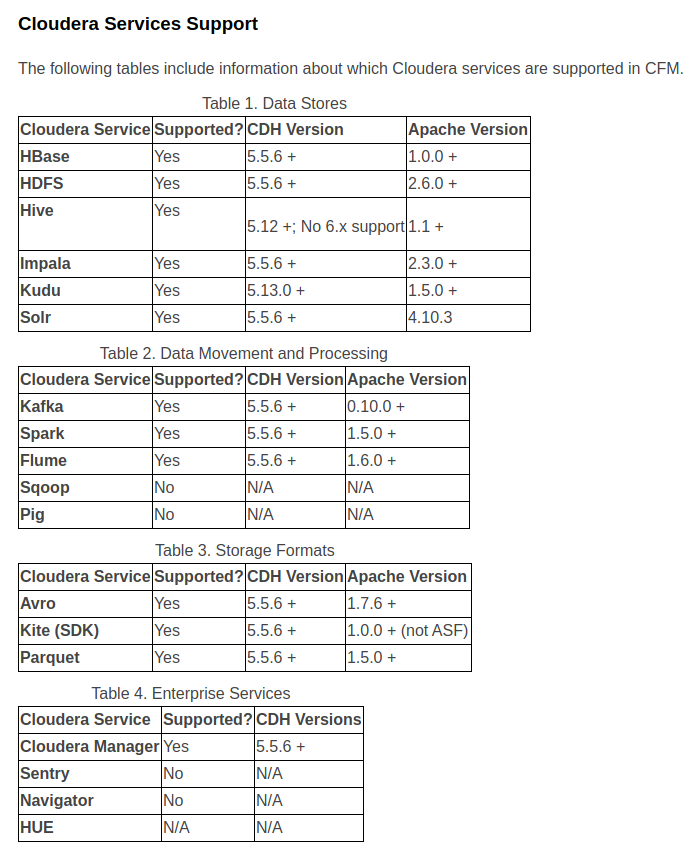 Cloudera Services Support
The following tables include information about which Cloudera services are supported in CFM.
Table 1. Data Stores
Cloudera Service Supported? CDH Version Apache Version
HBase Yes 5.5.6 + 1.0.0 +
HDFS Yes 5.5.6 + 2.6.0 +
Hive Yes 5.12 +; No 6.x support 1.1 +
Impala Yes 5.5.6 + 2.3.0 +
Kudu Yes 5.13.0 + 1.5.0 +
Solr Yes 5.5.6 + 4.10.3
Table 2. Data Movement and Processing
Cloudera Service Supported? CDH Version Apache Version
Kafka Yes 5.5.6 + 0.10.0 +
Spark Yes 5.5.6 + 1.5.0 +
Flume Yes 5.5.6 + 1.6.0 +
Sqoop No N/A N/A
Pig No N/A N/A
Table 3. Storage Formats
Cloudera Service Supported? CDH Version Apache Version
Avro Yes 5.5.6 + 1.7.6 +
Kite (SDK) Yes 5.5.6 + 1.0.0 + (not ASF)
Parquet Yes 5.5.6 + 1.5.0 +
Table 4. Enterprise Services
Cloudera Service Supported? CDH Versions
Cloudera Manager Yes 5.5.6 +
Sentry No N/A
Navigator No N/A
HUE N/A N/A